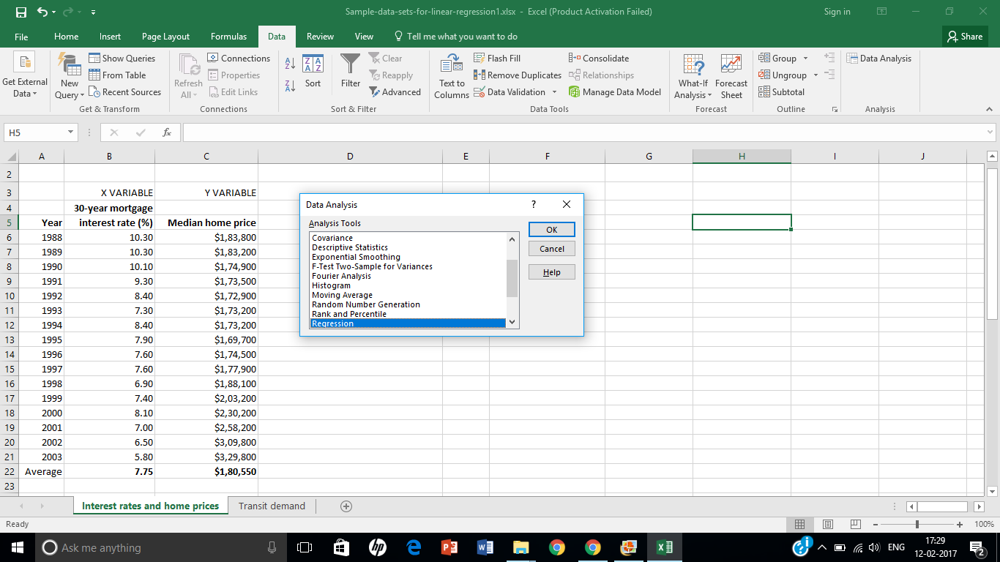 Sample-data-sets-for-linear-regression1.xlsx - Excel (Product Activation Failed)
Sign in
File Home Insert Page Layout Formulas Data Review View Tell me what you want to do Share
Get External Data
New Query
Show Queries
From Table
Recent Sources
Get & Transform
Refresh All
Connections
Properties
Edit Links
Connections
Z A
A Z
A Z
Z A
Sort
Filter
Clear
Reapply
Advanced
Sort & Filter
Text to Columns
Flash Fill
Remove Duplicates
Data Validation
Consolidate
Relationships
Manage Data Model
Data Tools
What-If Analysis
Forecast Sheet
Forecast
Group
Ungroup
Subtotal
Outline
Data Analysis
Analysis
H5
fx
A B C D E F G H I J
2
3 X VARIABLE Y VARIABLE
4 30-year mortgage
5 Year interest rate (%) Median home price
6 1988 10.30 $1,83,800
7 1989 10.30 $1,83,200
8 1990 10.10 $1,74,900
9 1991 9.30 $1,73,500
10 1992 8.40 $1,72,900
11 1993 7.30 $1,73,200
12 1994 8.40 $1,73,200
13 1995 7.90 $1,69,700
14 1996 7.60 $1,74,500
15 1997 7.60 $1,77,900
16 1998 6.90 $1,88,100
17 1999 7.40 $2,03,200
18 2000 8.10 $2,30,200
19 2001 7.00 $2,58,200
20 2002 6.50 $3,09,800
21 2003 5.80 $3,29,800
22 Average 7.75 $1,80,550
23
Data Analysis ?
Analysis Tools
Covariance
Descriptive Statistics
Exponential Smoothing
F-Test Two-Sample for Variances
Fourier Analysis
Histogram
Moving Average
Random Number Generation
Rank and Percentile
Regression
OK
Cancel
Help
Interest rates and home prices Transit demand
Ready
100%
Ask me anything
hp
ENG
17:29
12-02-2017
2